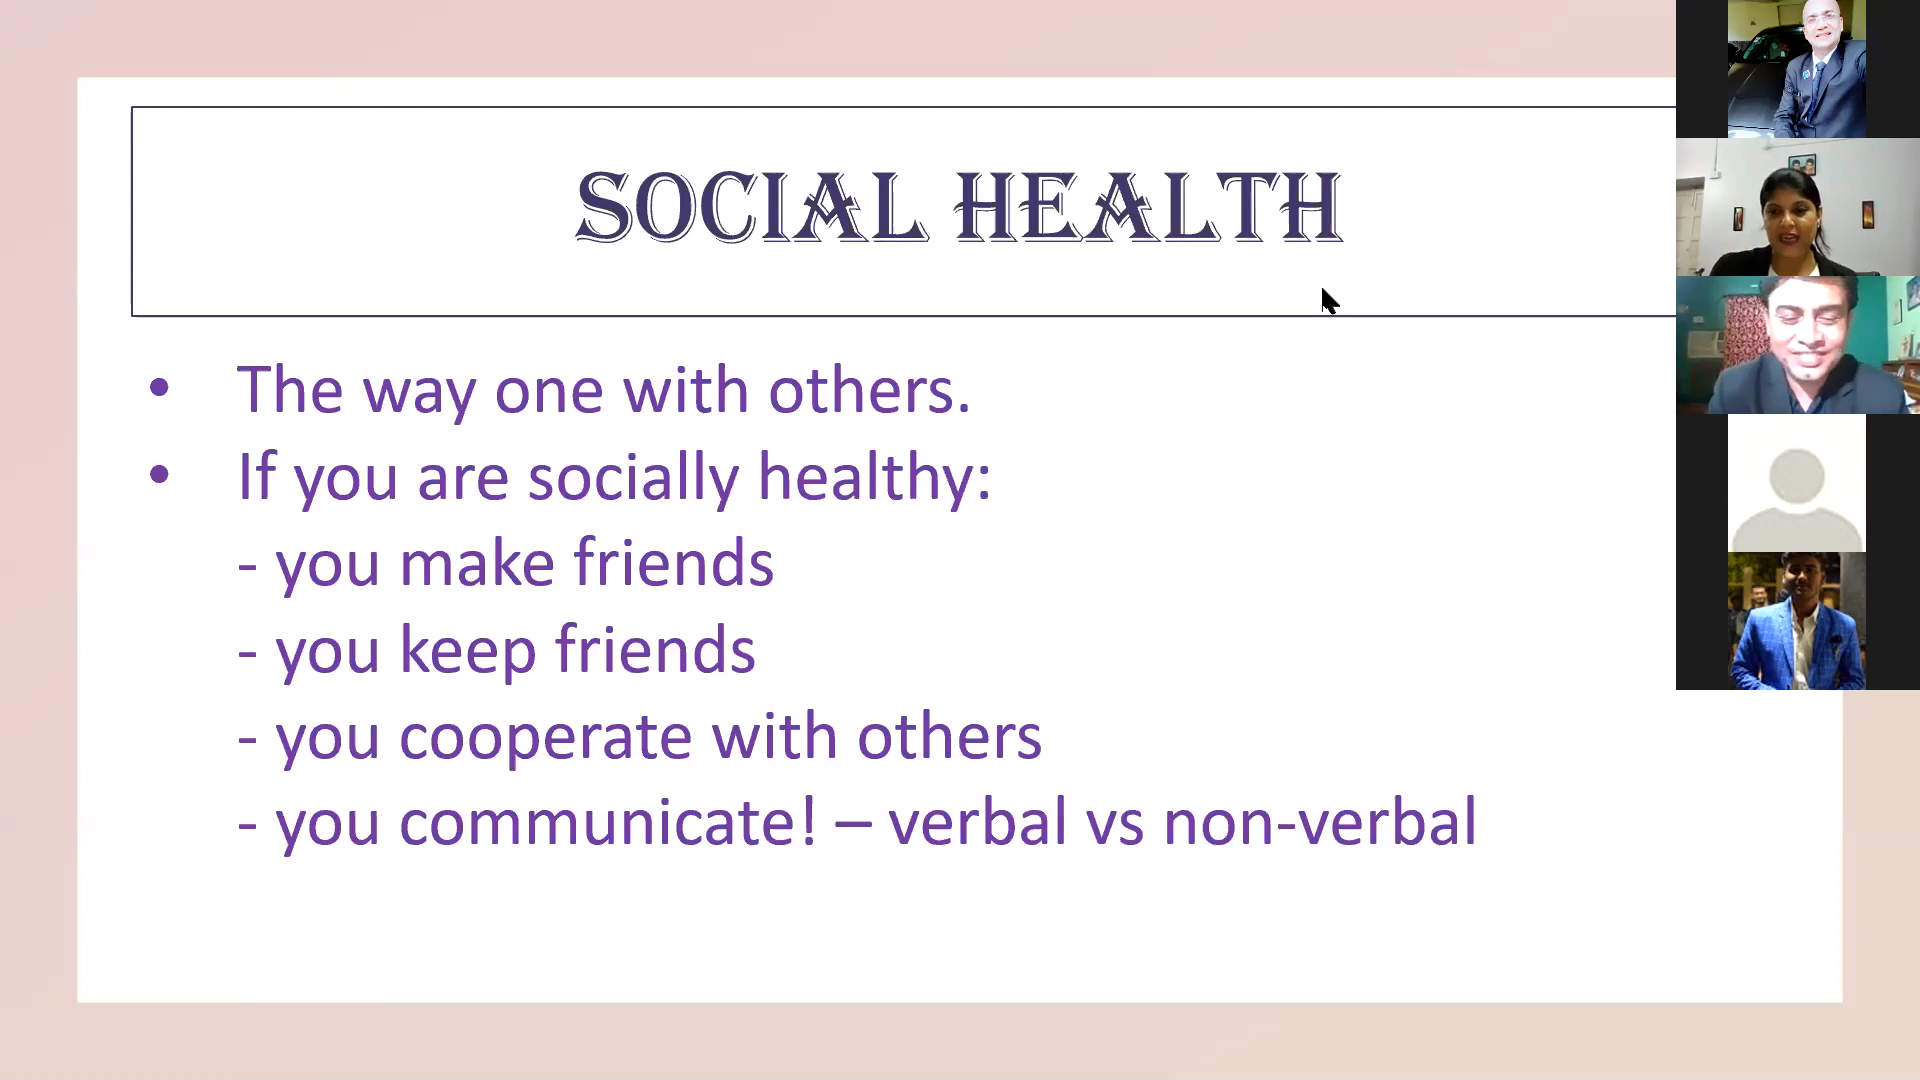 SOCIAL HEALTH
• The way one with others.
• If you are socially healthy:
- you make friends
- you keep friends
- you cooperate with others
- you communicate! – verbal vs non-verbal